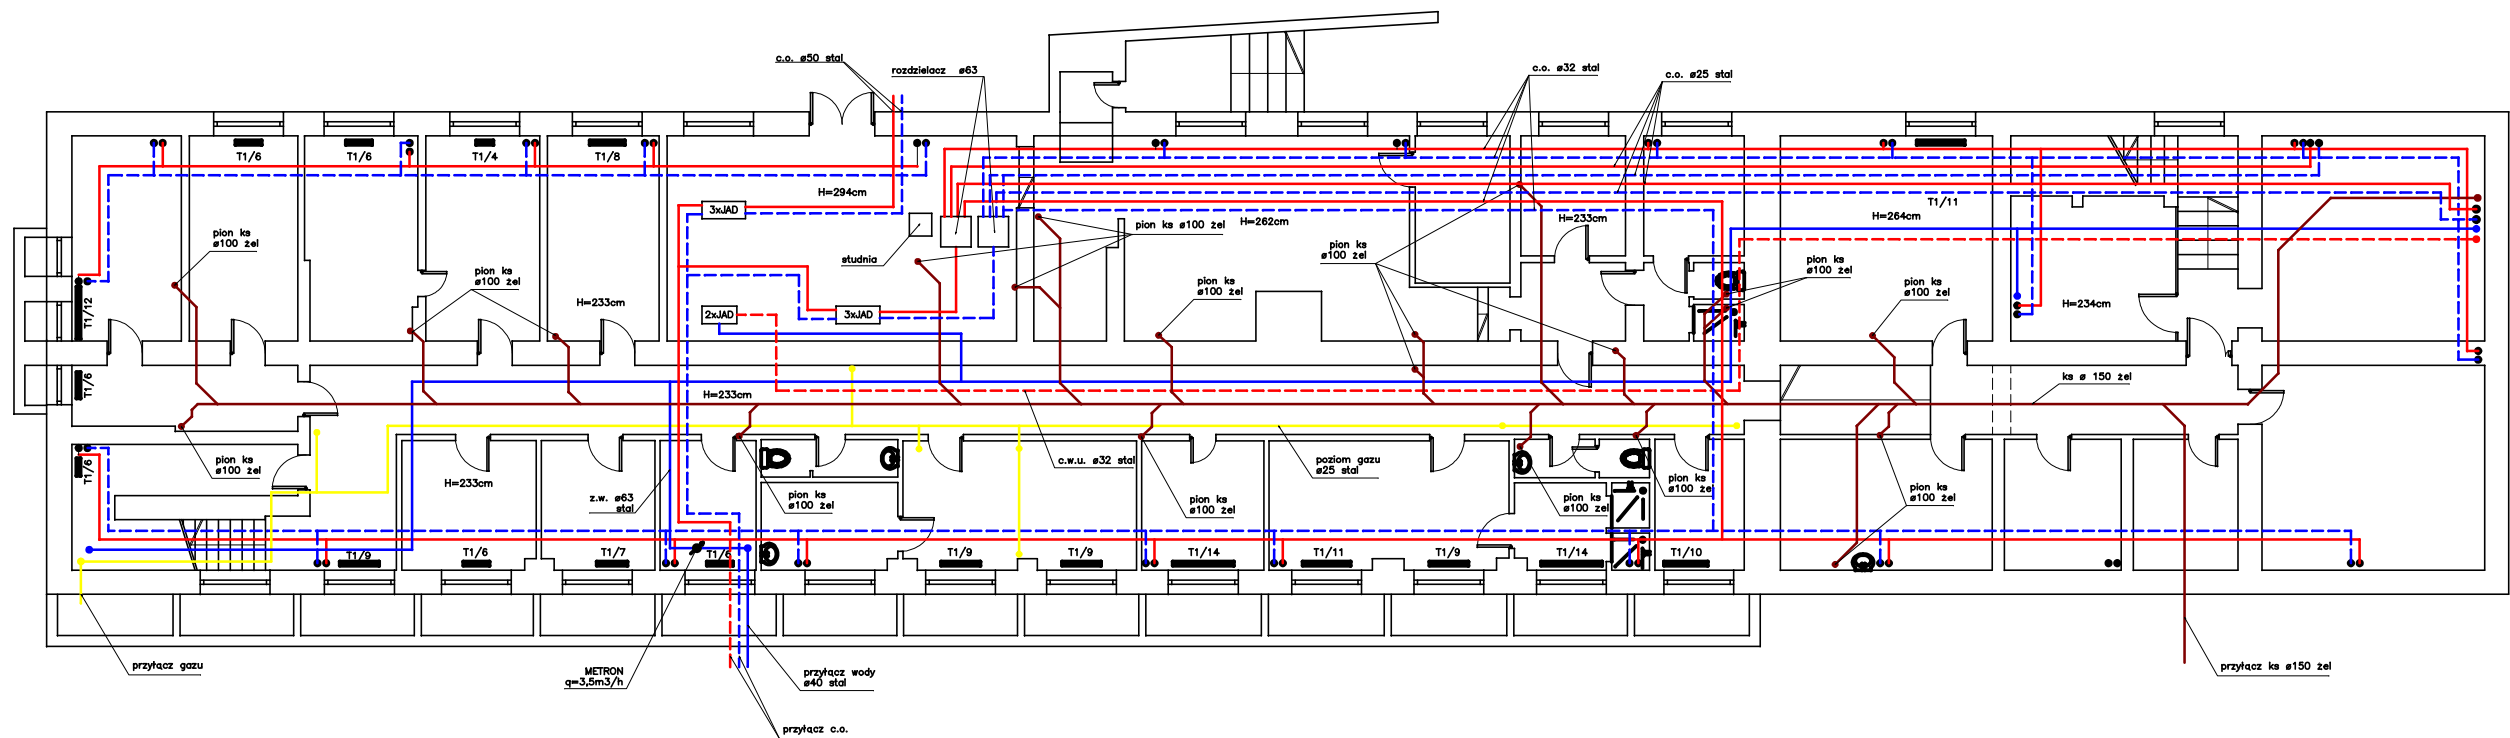 c.o. ø50 stal
rozdzielacz ø63
c.o. ø32 stal
c.o. ø25 stal
T1/6
T1/6
T1/4
T1/8
H=294cm
3xJAD
T1/11
H=264cm
H=262cm
H=233cm
pion ks ø100 żel
pion ks
ø100 żel
studnia
pion ks
ø100 żel
pion ks
ø100 żel
pion ks
ø100 żel
pion ks
ø100 żel
pion ks
ø100 żel
T1/12
H=233cm
2xJAD
3xJAD
H=234cm
T1/6
H=233cm
ks ø 150 żel
T1/6
pion ks
ø100 żel
H=233cm
c.w.u. ø32 stal
poziom gazu
ø25 stal
z.w. ø63
stal
pion ks
ø100 żel
pion ks
ø100 żel
pion ks
ø100 żel
pion ks
ø100 żel
pion ks
ø100 żel
T1/9
T1/6
T1/7
T1/6
T1/9
T1/9
T1/14
T1/11
T1/9
T1/14
T1/10
przyłącz gazu
METRON
q=3,5m3/h
przyłącz wody
ø40 stal
przyłącz ks ø150 żel
przyłącz c.o.